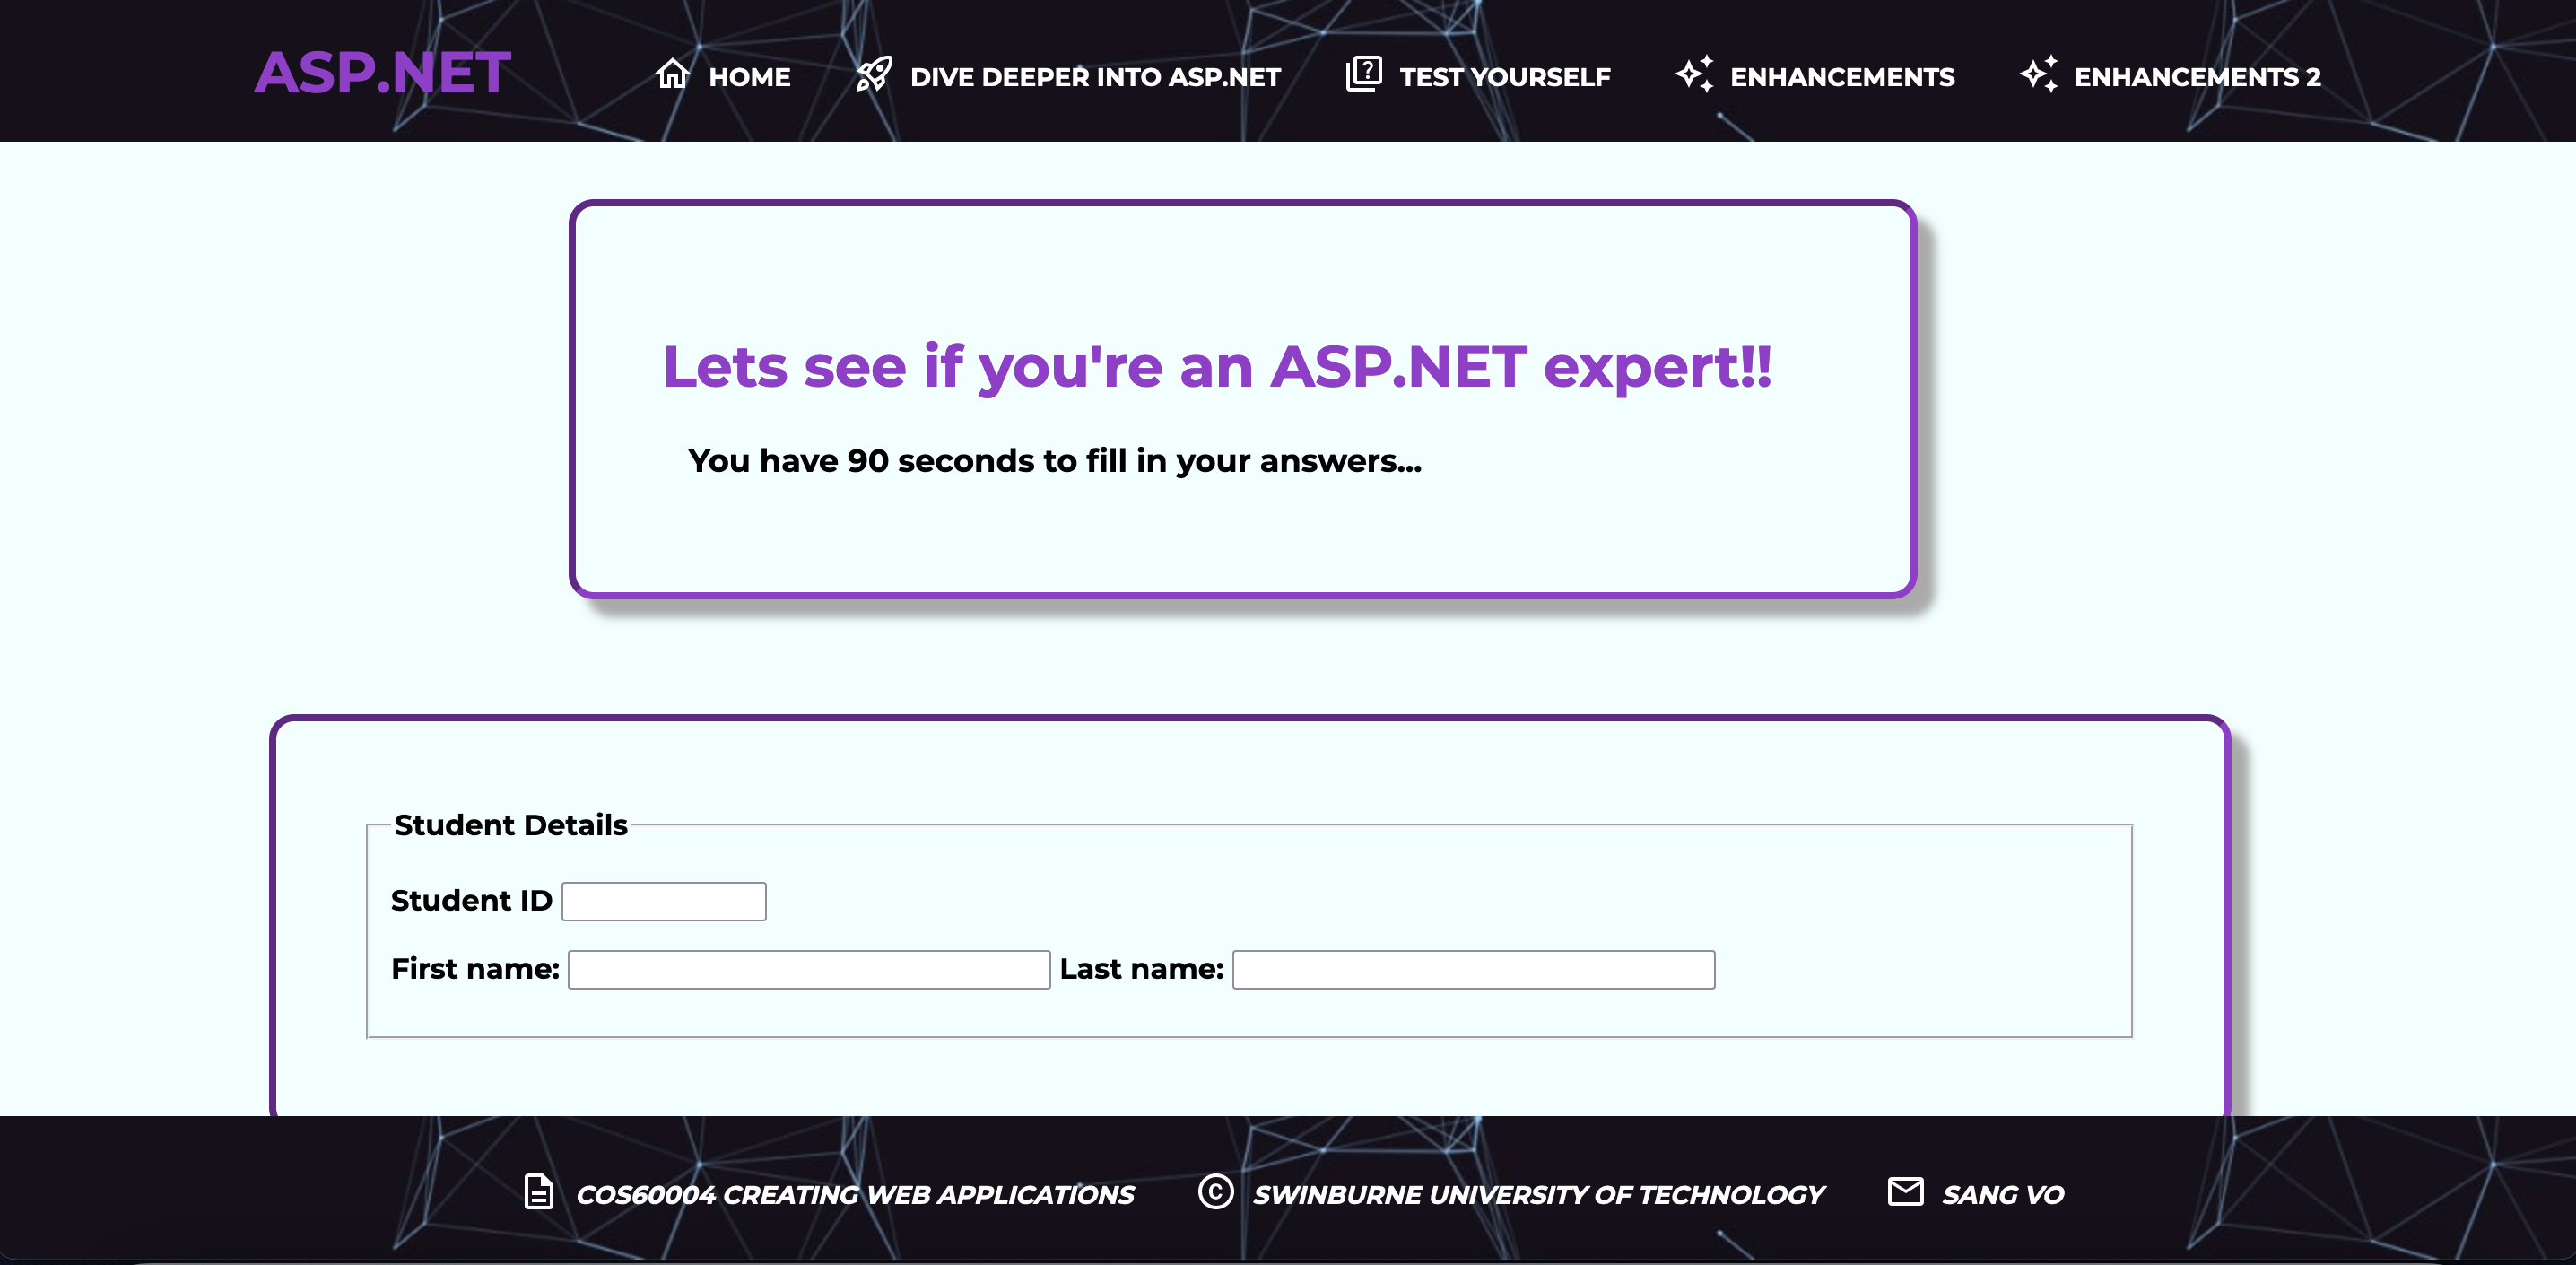 ASP.NET HOME DIVE DEEPER INTO ASP.NET TEST YOURSELF ENHANCEMENTS ENHANCEMENTS 2
Lets see if you're an ASP.NET expert!!
You have 90 seconds to fill in your answers...
Student Details
Student ID
First name: Last name:
COS60004 CREATING WEB APPLICATIONS © SWINBURNE UNIVERSITY OF TECHNOLOGY SANG VO